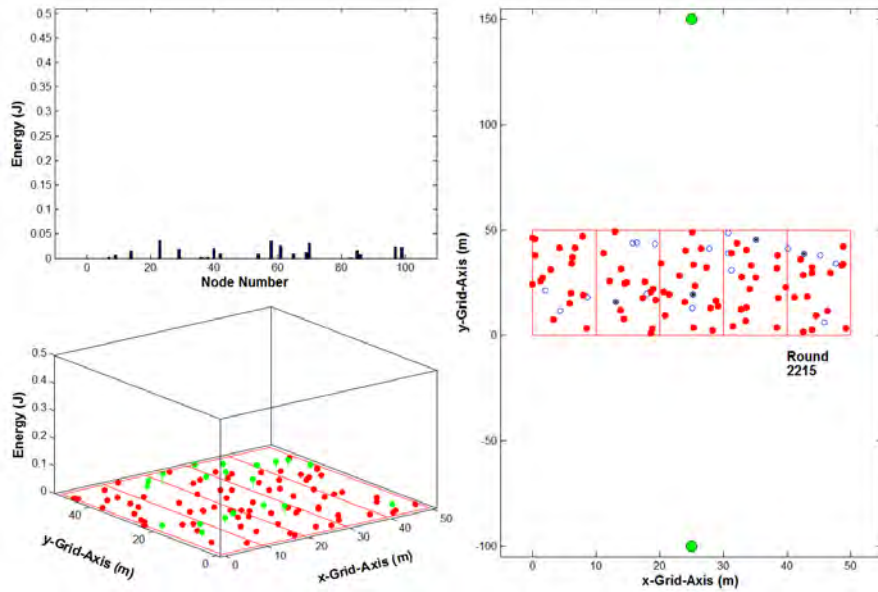 0.5
0.45
0.4
0.35
0.3
0.25
0.2
0.15
0.1
0.05
0
Energy (J)
0 20 40 60 80 100
Node Number
0.5
0.4
0.3
0.2
0.1
0
Energy (J)
40
20
0
y-Grid-Axis (m)
0 10 20 30 40 50
x-Grid-Axis (m)
150
100
50
0
-50
-100
y-Grid-Axis (m)
Round
2215
0 10 20 30 40 50
x-Grid-Axis (m)